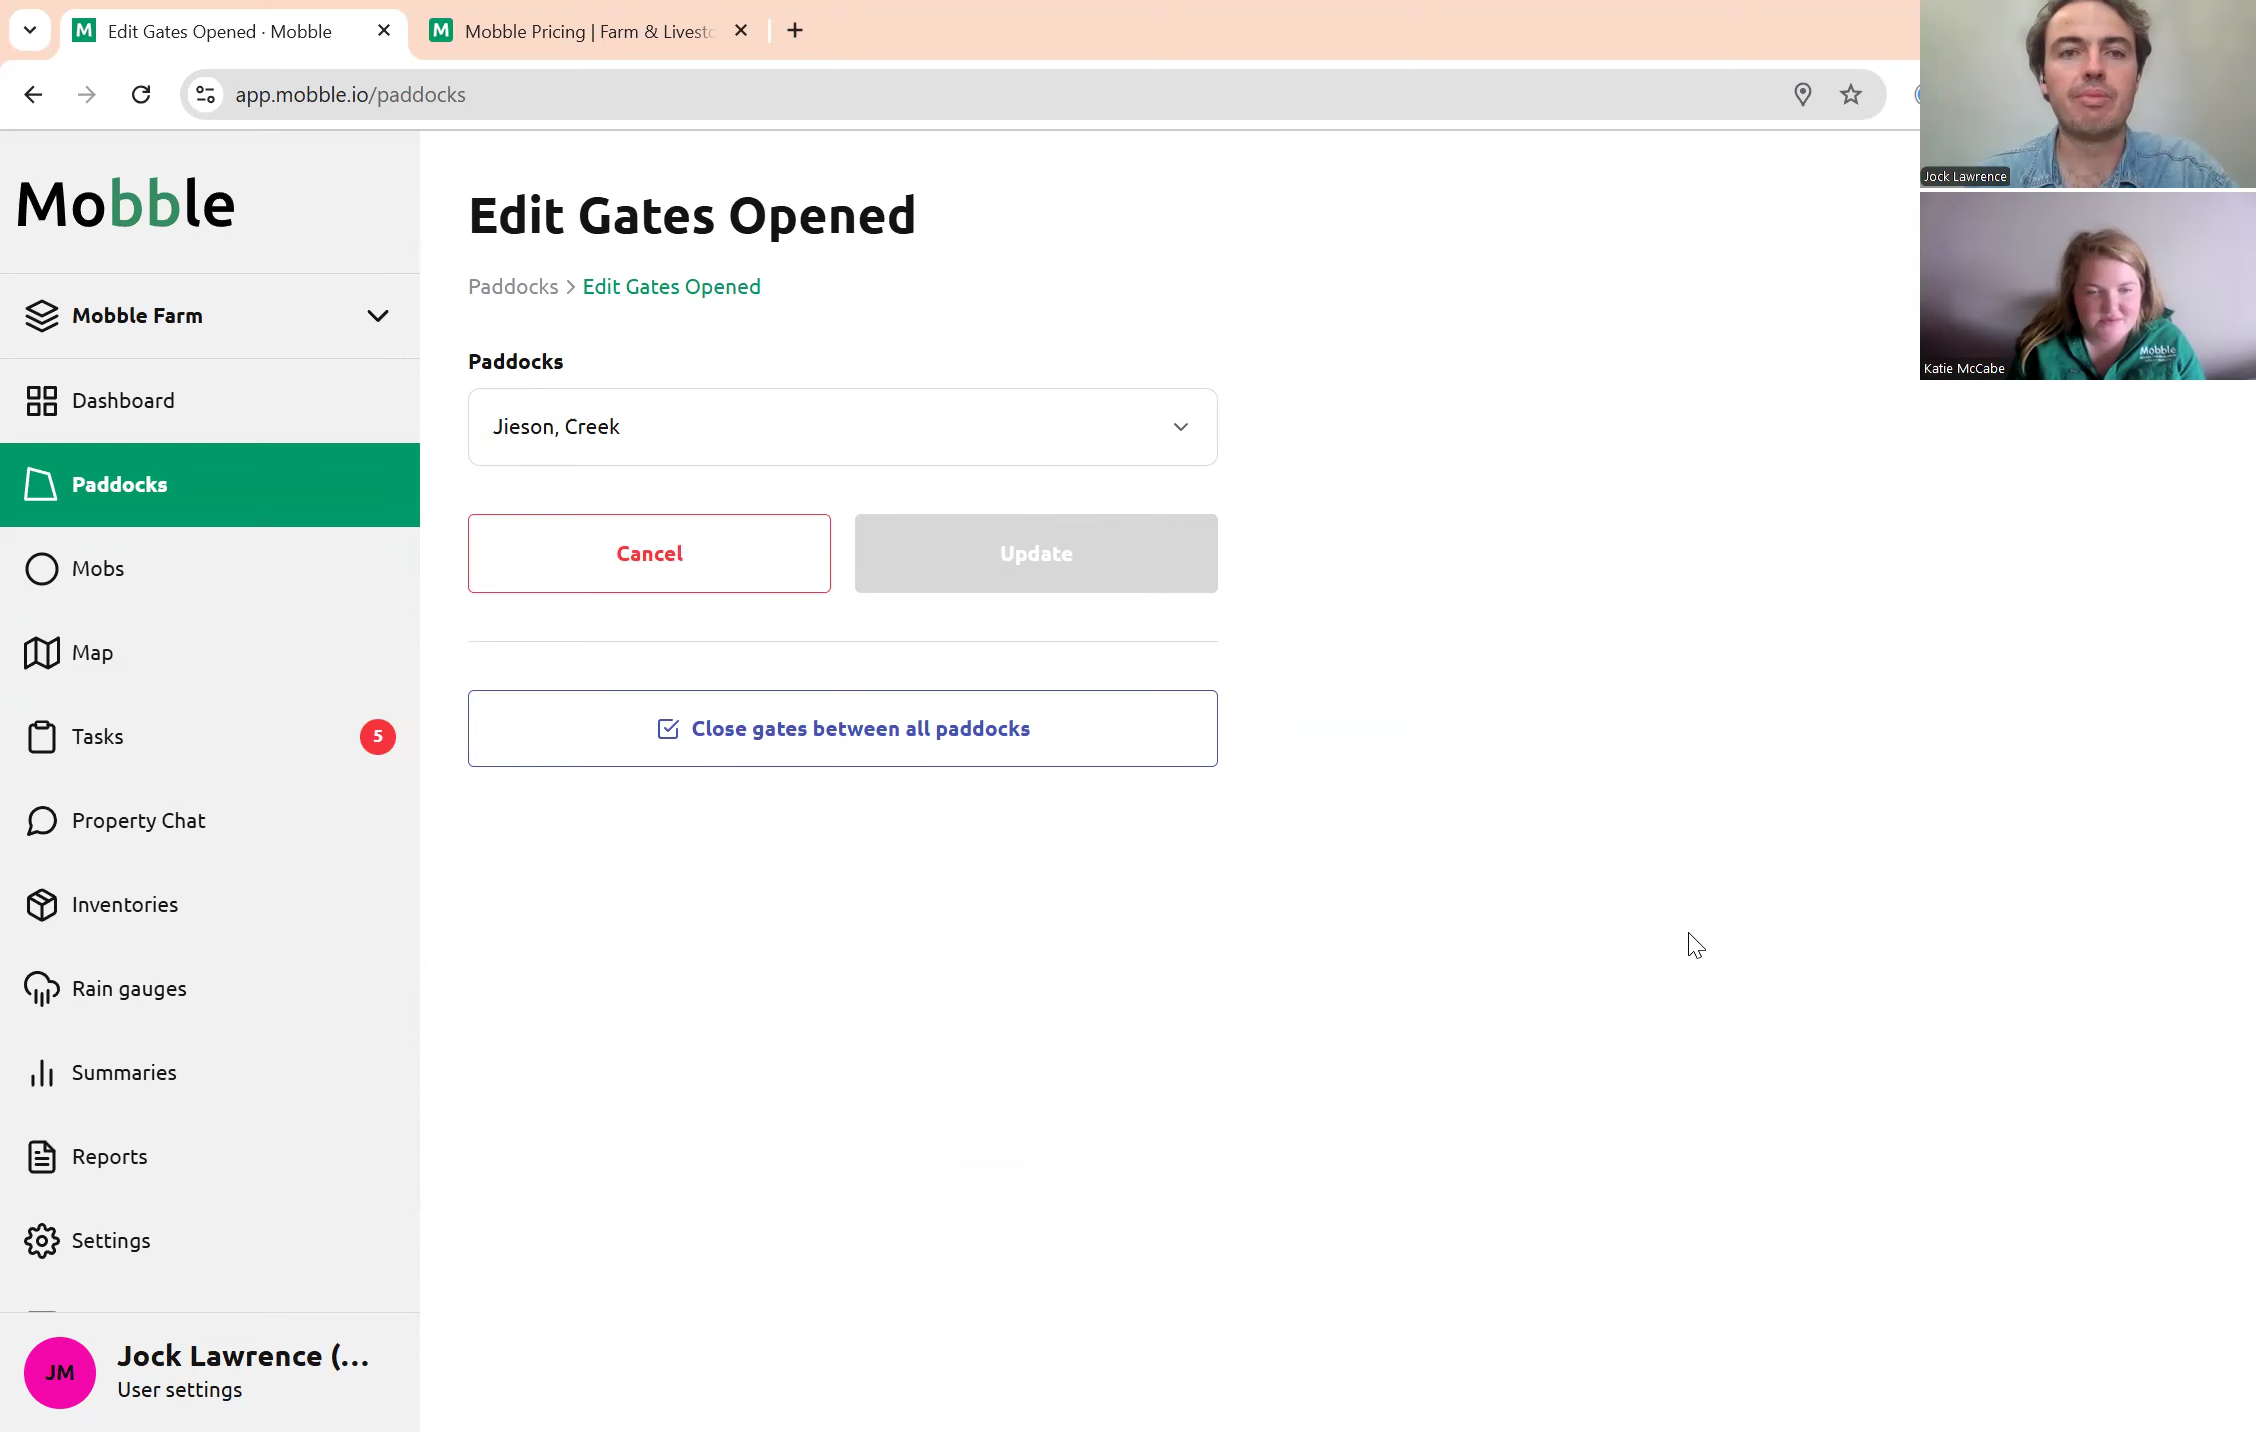 Edit Gates Opened · Mobble
Mobble Pricing | Farm & Livesto
app.mobble.io/paddocks
Jock Lawrence
Katie McCabe
Mobble
Mobble
Mobble Farm
Dashboard
Paddocks
Mobs
Map
Tasks
5
Property Chat
Inventories
Rain gauges
Summaries
Reports
Settings
JM
Jock Lawrence (...
User settings
Edit Gates Opened
Paddocks > Edit Gates Opened
Paddocks
Jieson, Creek
Cancel
Update
Close gates between all paddocks